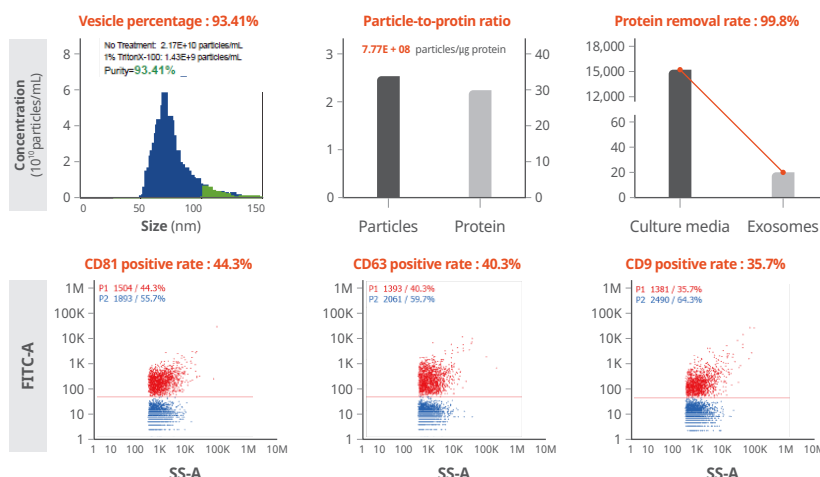 Vesicle percentage : 93.41%
No Treatment: 2.17E+10 particles/mL
1% TritonX-100: 1.43E+9 particles/mL
Purity=93.41%
Concentration
(10¹⁰particles/mL)
8
6
4
2
0
0 50 100 150
Size (nm)
Particle-to-protin ratio
7.77E + 08 particles/μg protein
3
2
1
0
40
30
20
10
0
Particles Protein
Protein removal rate : 99.8%
18,000
15,000
12,000
60
40
20
0
Culture media Exosomes
FITC-A
CD81 positive rate : 44.3%
P1 1504 / 44.3%
P2 1893 / 55.7%
1M
100K
10K
1K
100
10
1
1 10 100 1K 10K 100K 1M 10M
SS-A
CD63 positive rate : 40.3%
P1 1393 / 40.3%
P2 2061 / 59.7%
1M
100K
10K
1K
100
10
1
1 10 100 1K 10K 100K 1M 10M
SS-A
CD9 positive rate : 35.7%
P1 1381 / 35.7%
P2 2490 / 64.3%
1M
100K
10K
1K
100
10
1
1 10 100 1K 10K 100K 1M 10M
SS-A